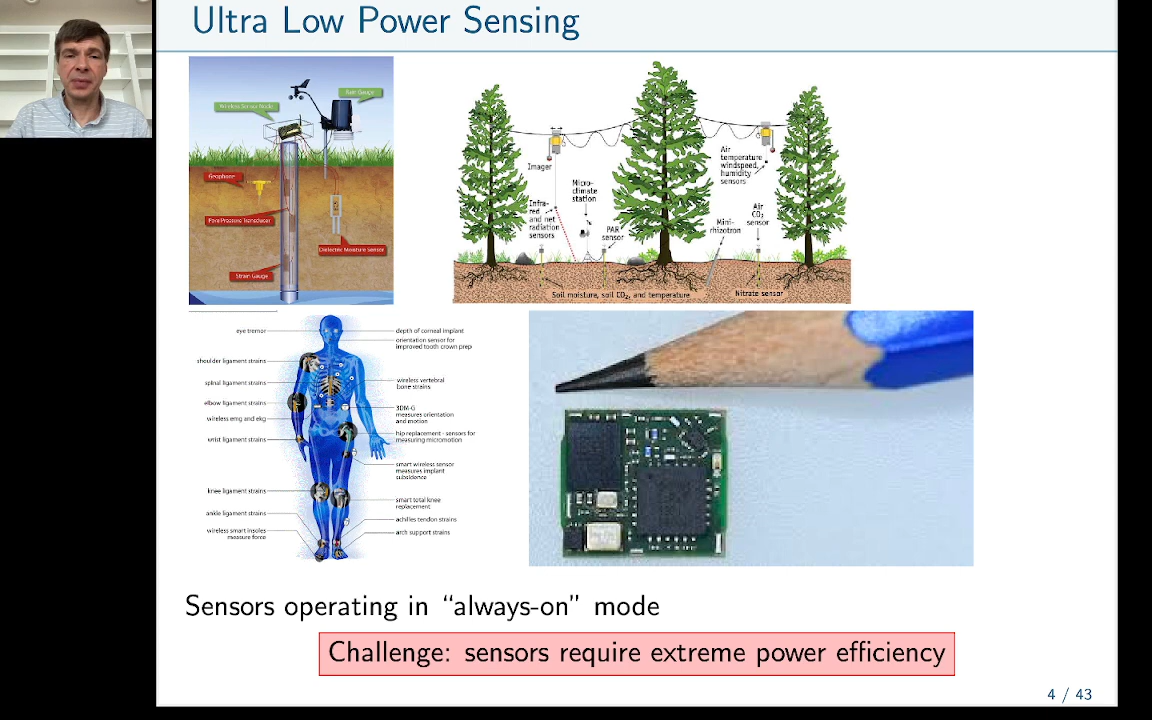 Ultra Low Power Sensing
Wireless Sensor Node
Rain Gauge
Geophone
Pore Pressure Transducer
Dielectric Moisture Sensor
Strain Gauge
Imager
Micro-
climate
station
Infra-
red and net
radiation
sensors
PAR
sensor
Air
temperature
windspeed,
humidity
sensors
Air
CO₂
sensor
Mini-
rhizotron
Soil moisture, soil CO₂, and temperature
Nitrate sensor
eye tremor
shoulder ligament strains
spinal ligament strains
elbow ligament strains
wireless emg and ekg
wrist ligament strains
knee ligament strains
ankle ligament strains
wireless smart insoles
measure force
depth of corneal implant
orientation sensor for
improved tooth crown prep
wireless vertebral
bone strains
3DM-G
measures orientation
and motion
hip replacement - sensors for
measuring micromotion
smart wireless sensor
measures implant
subsidence
smart total knee
replacement
achilles tendon strains
arch support strains
Sensors operating in “always-on” mode
Challenge: sensors require extreme power efficiency
4 / 43